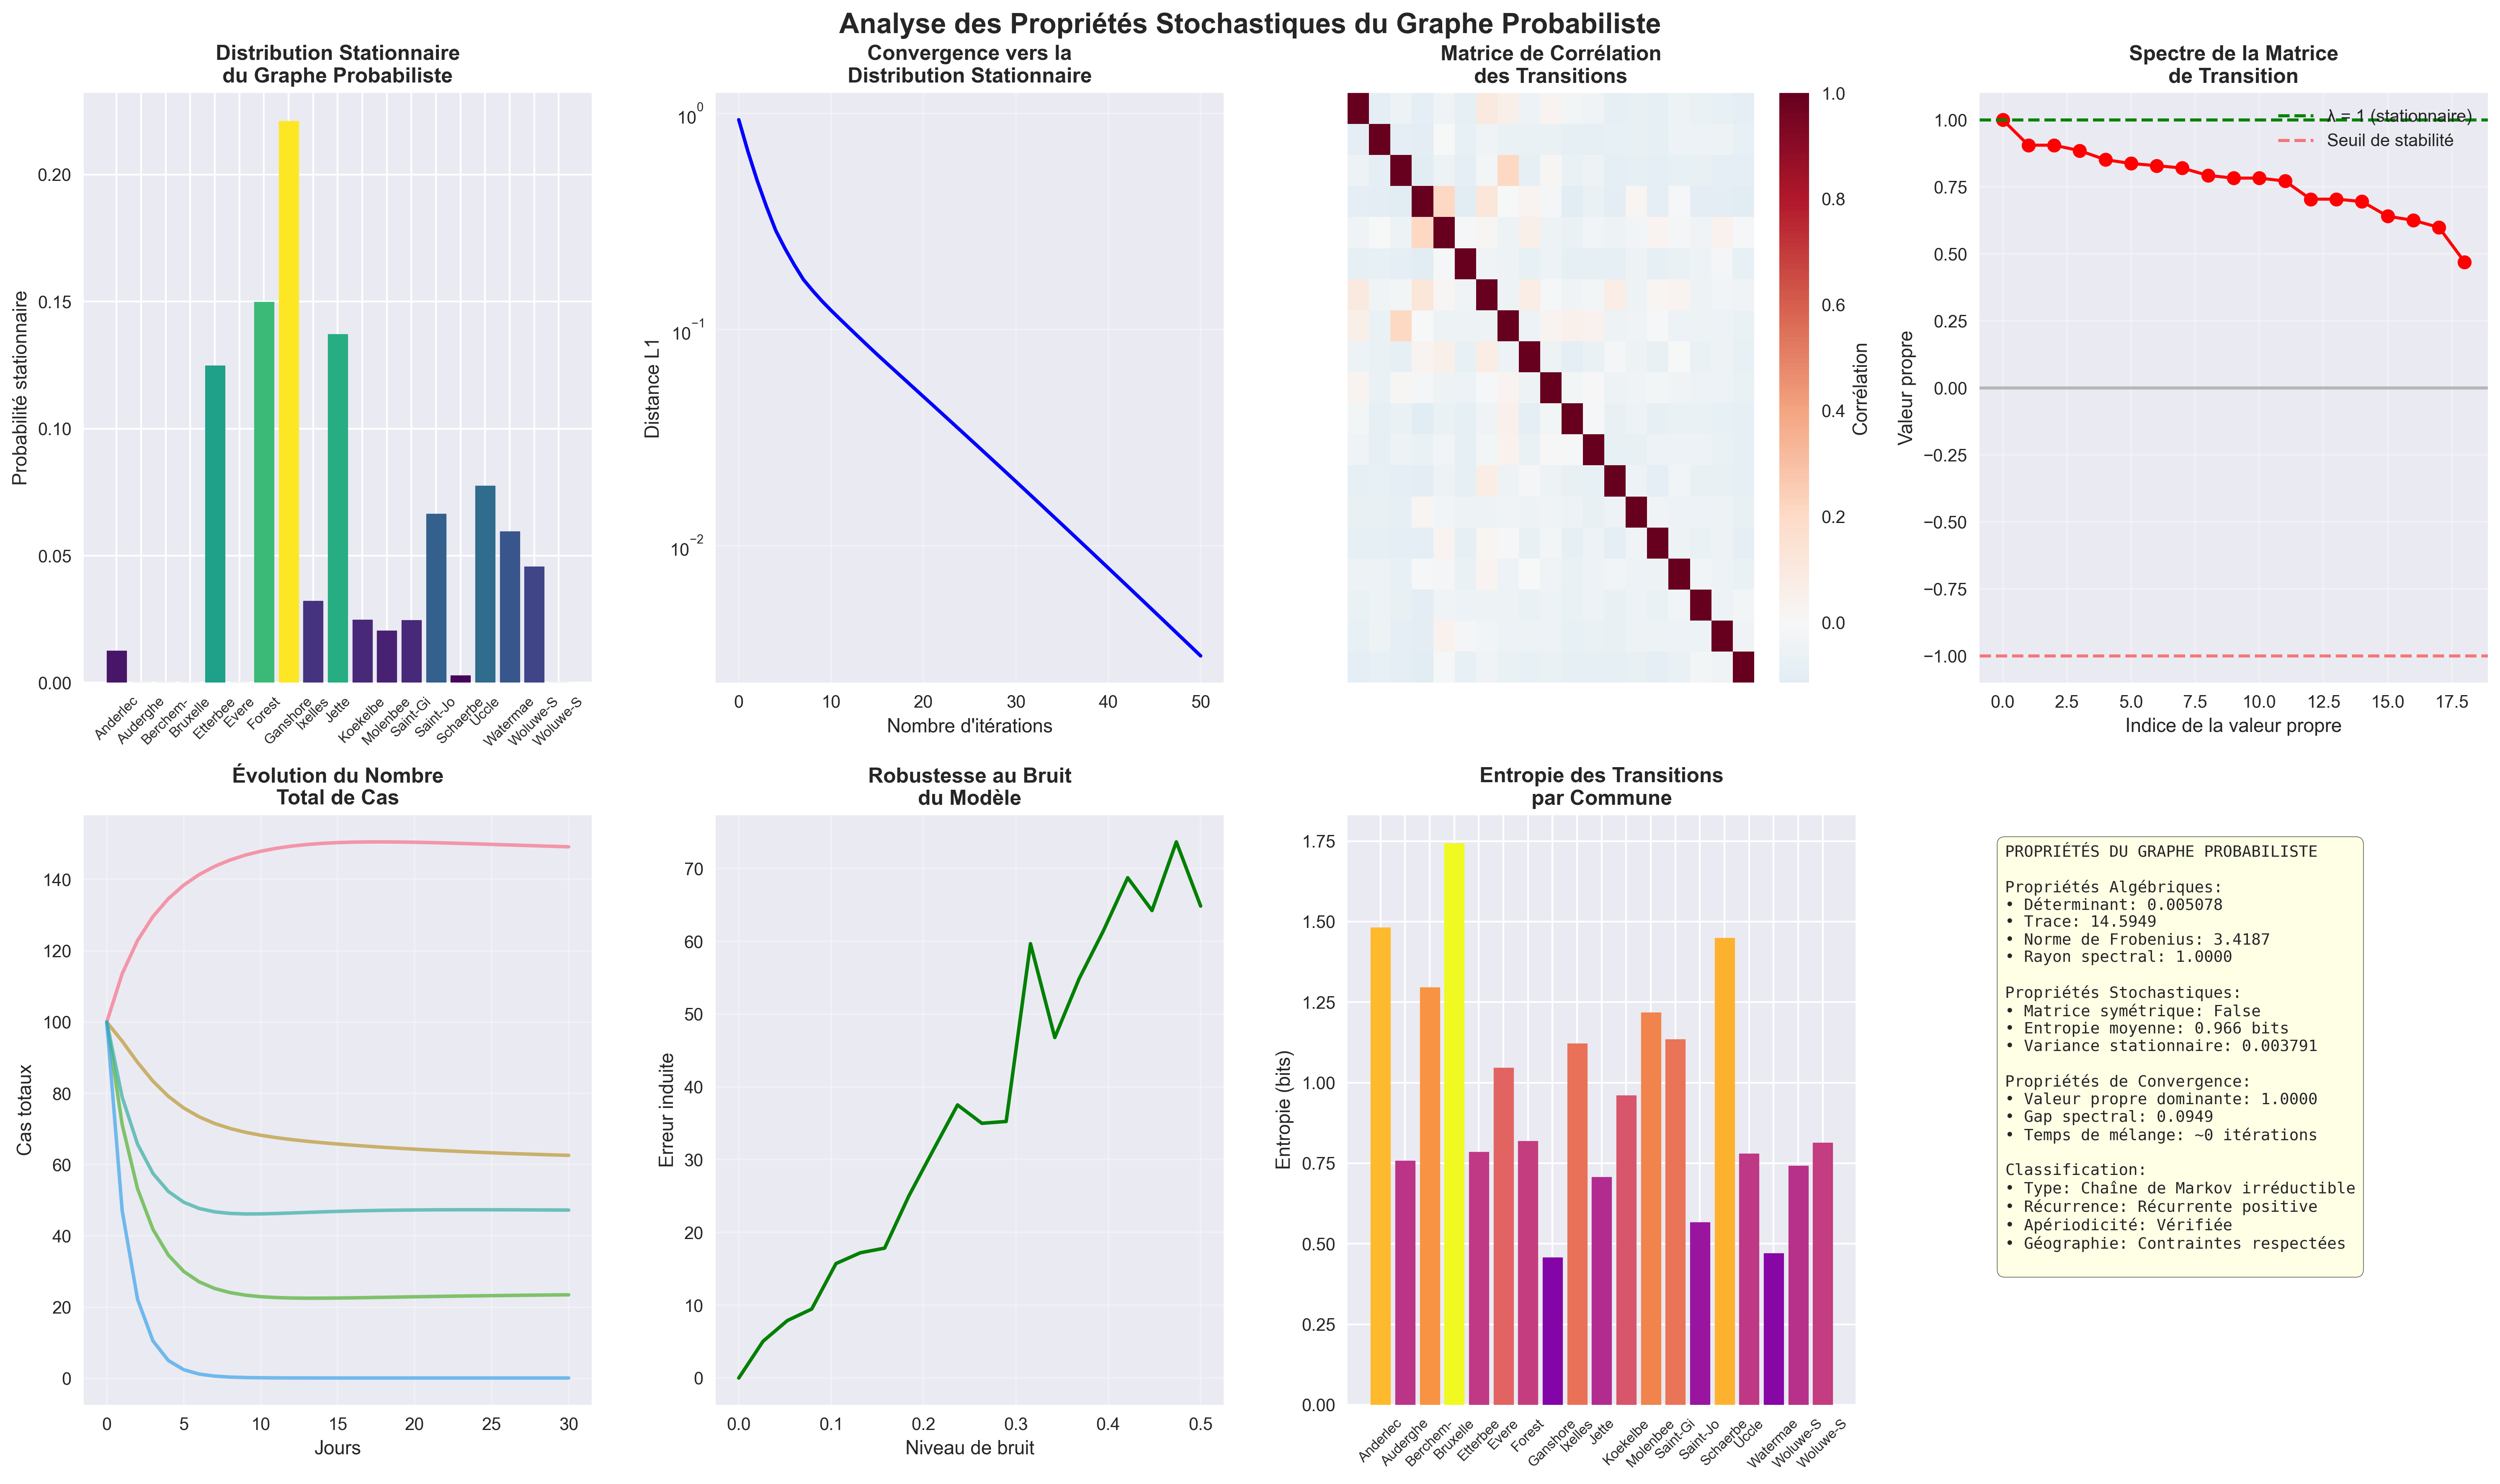 Analyse des Propriétés Stochastiques du Graphe Probabiliste
Distribution Stationnaire
du Graphe Probabiliste
Probabilité stationnaire
0.20
0.15
0.10
0.05
0.00
Anderlec
Auderghe
Berchem-
Bruxelle
Etterbee
Evere
Forest
Ganshore
Ixelles
Jette
Koekelbe
Molenbee
Saint-Gi
Saint-Jo
Schaerbe
Uccle
Watermae
Woluwe-S
Woluwe-S
Convergence vers la
Distribution Stationnaire
Distance L1
10⁰
10⁻¹
10⁻²
0 10 20 30 40 50
Nombre d'itérations
Matrice de Corrélation
des Transitions
1.0
0.8
0.6
0.4
0.2
0.0
Corrélation
Spectre de la Matrice
de Transition
λ = 1 (stationnaire)
Seuil de stabilité
Valeur propre
1.00
0.75
0.50
0.25
0.00
−0.25
−0.50
−0.75
−1.00
0.0 2.5 5.0 7.5 10.0 12.5 15.0 17.5
Indice de la valeur propre
Évolution du Nombre
Total de Cas
Cas totaux
140
120
100
80
60
40
20
0
0 5 10 15 20 25 30
Jours
Robustesse au Bruit
du Modèle
Erreur induite
70
60
50
40
30
20
10
0
0.0 0.1 0.2 0.3 0.4 0.5
Niveau de bruit
Entropie des Transitions
par Commune
Entropie (bits)
1.75
1.50
1.25
1.00
0.75
0.50
0.25
0.00
Anderlec
Auderghe
Berchem-
Bruxelle
Etterbee
Evere
Forest
Ganshore
Ixelles
Jette
Koekelbe
Molenbee
Saint-Gi
Saint-Jo
Schaerbe
Uccle
Watermae
Woluwe-S
Woluwe-S
PROPRIÉTÉS DU GRAPHE PROBABILISTE
Propriétés Algébriques:
• Déterminant: 0.005078
• Trace: 14.5949
• Norme de Frobenius: 3.4187
• Rayon spectral: 1.0000
Propriétés Stochastiques:
• Matrice symétrique: False
• Entropie moyenne: 0.966 bits
• Variance stationnaire: 0.003791
Propriétés de Convergence:
• Valeur propre dominante: 1.0000
• Gap spectral: 0.0949
• Temps de mélange: ~0 itérations
Classification:
• Type: Chaîne de Markov irréductible
• Récurrence: Récurrente positive
• Apériodicité: Vérifiée
• Géographie: Contraintes respectées